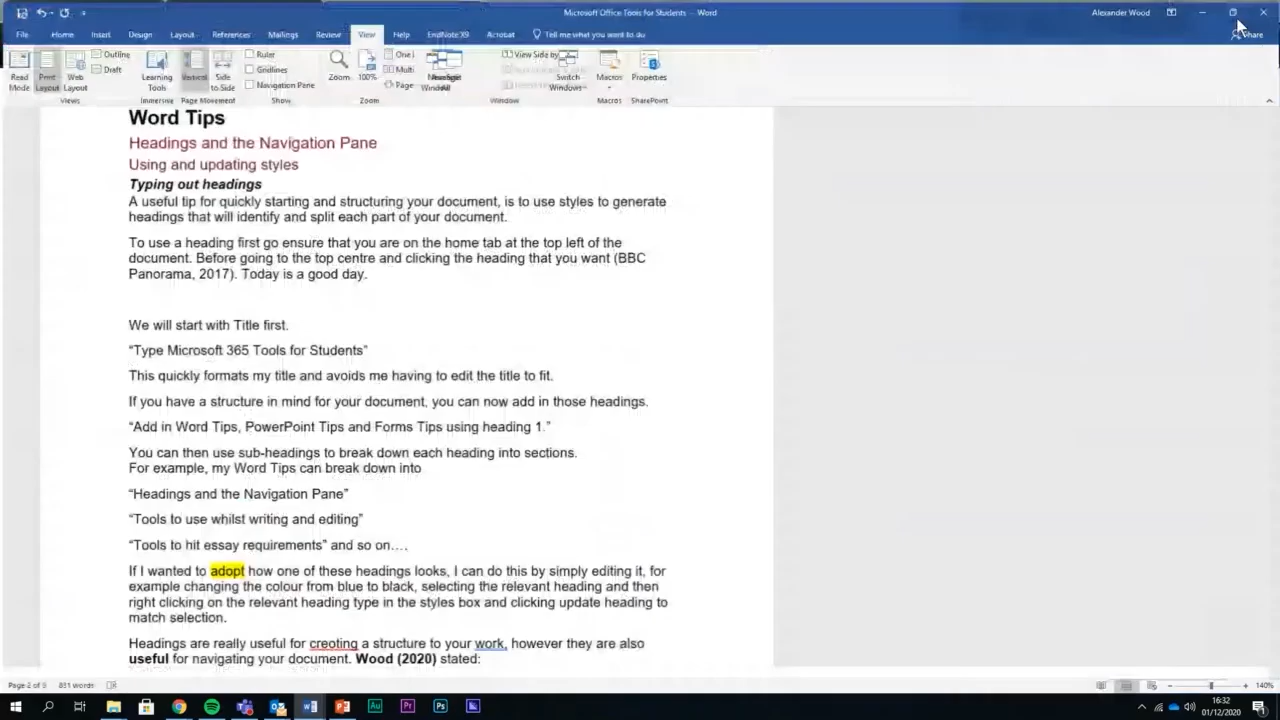 Microsoft Office Tools for Students - Word
Alexander Wood
File Home Insert Design Layout References Mailings Review View Help EndNote X9 Acrobat Tell me what you want to do Share
Read Mode
Print Layout
Web Layout
Outline
Draft
Views
Learning Tools
Immersive
Vertical
Side to Side
Page Movement
Ruler
Gridlines
Navigation Pane
Show
Zoom
100%
Multi
Page
Zoom
View Side by
Switch Windows
Window
Macros
Macros
Properties
SharePoint
Word Tips
Headings and the Navigation Pane
Using and updating styles
Typing out headings
A useful tip for quickly starting and structuring your document, is to use styles to generate
headings that will identify and split each part of your document.
To use a heading first go ensure that you are on the home tab at the top left of the
document. Before going to the top centre and clicking the heading that you want (BBC
Panorama, 2017). Today is a good day.
We will start with Title first.
“Type Microsoft 365 Tools for Students”
This quickly formats my title and avoids me having to edit the title to fit.
If you have a structure in mind for your document, you can now add in those headings.
“Add in Word Tips, PowerPoint Tips and Forms Tips using heading 1.”
You can then use sub-headings to break down each heading into sections.
For example, my Word Tips can break down into
“Headings and the Navigation Pane”
“Tools to use whilst writing and editing”
“Tools to hit essay requirements” and so on….
If I wanted to adopt how one of these headings looks, I can do this by simply editing it, for
example changing the colour from blue to black, selecting the relevant heading and then
right clicking on the relevant heading type in the styles box and clicking update heading to
match selection.
Headings are really useful for creoting a structure to your work, however they are also
useful for navigating your document. Wood (2020) stated:
Page 2 of 9 831 words 140%
16:32
01/12/2020